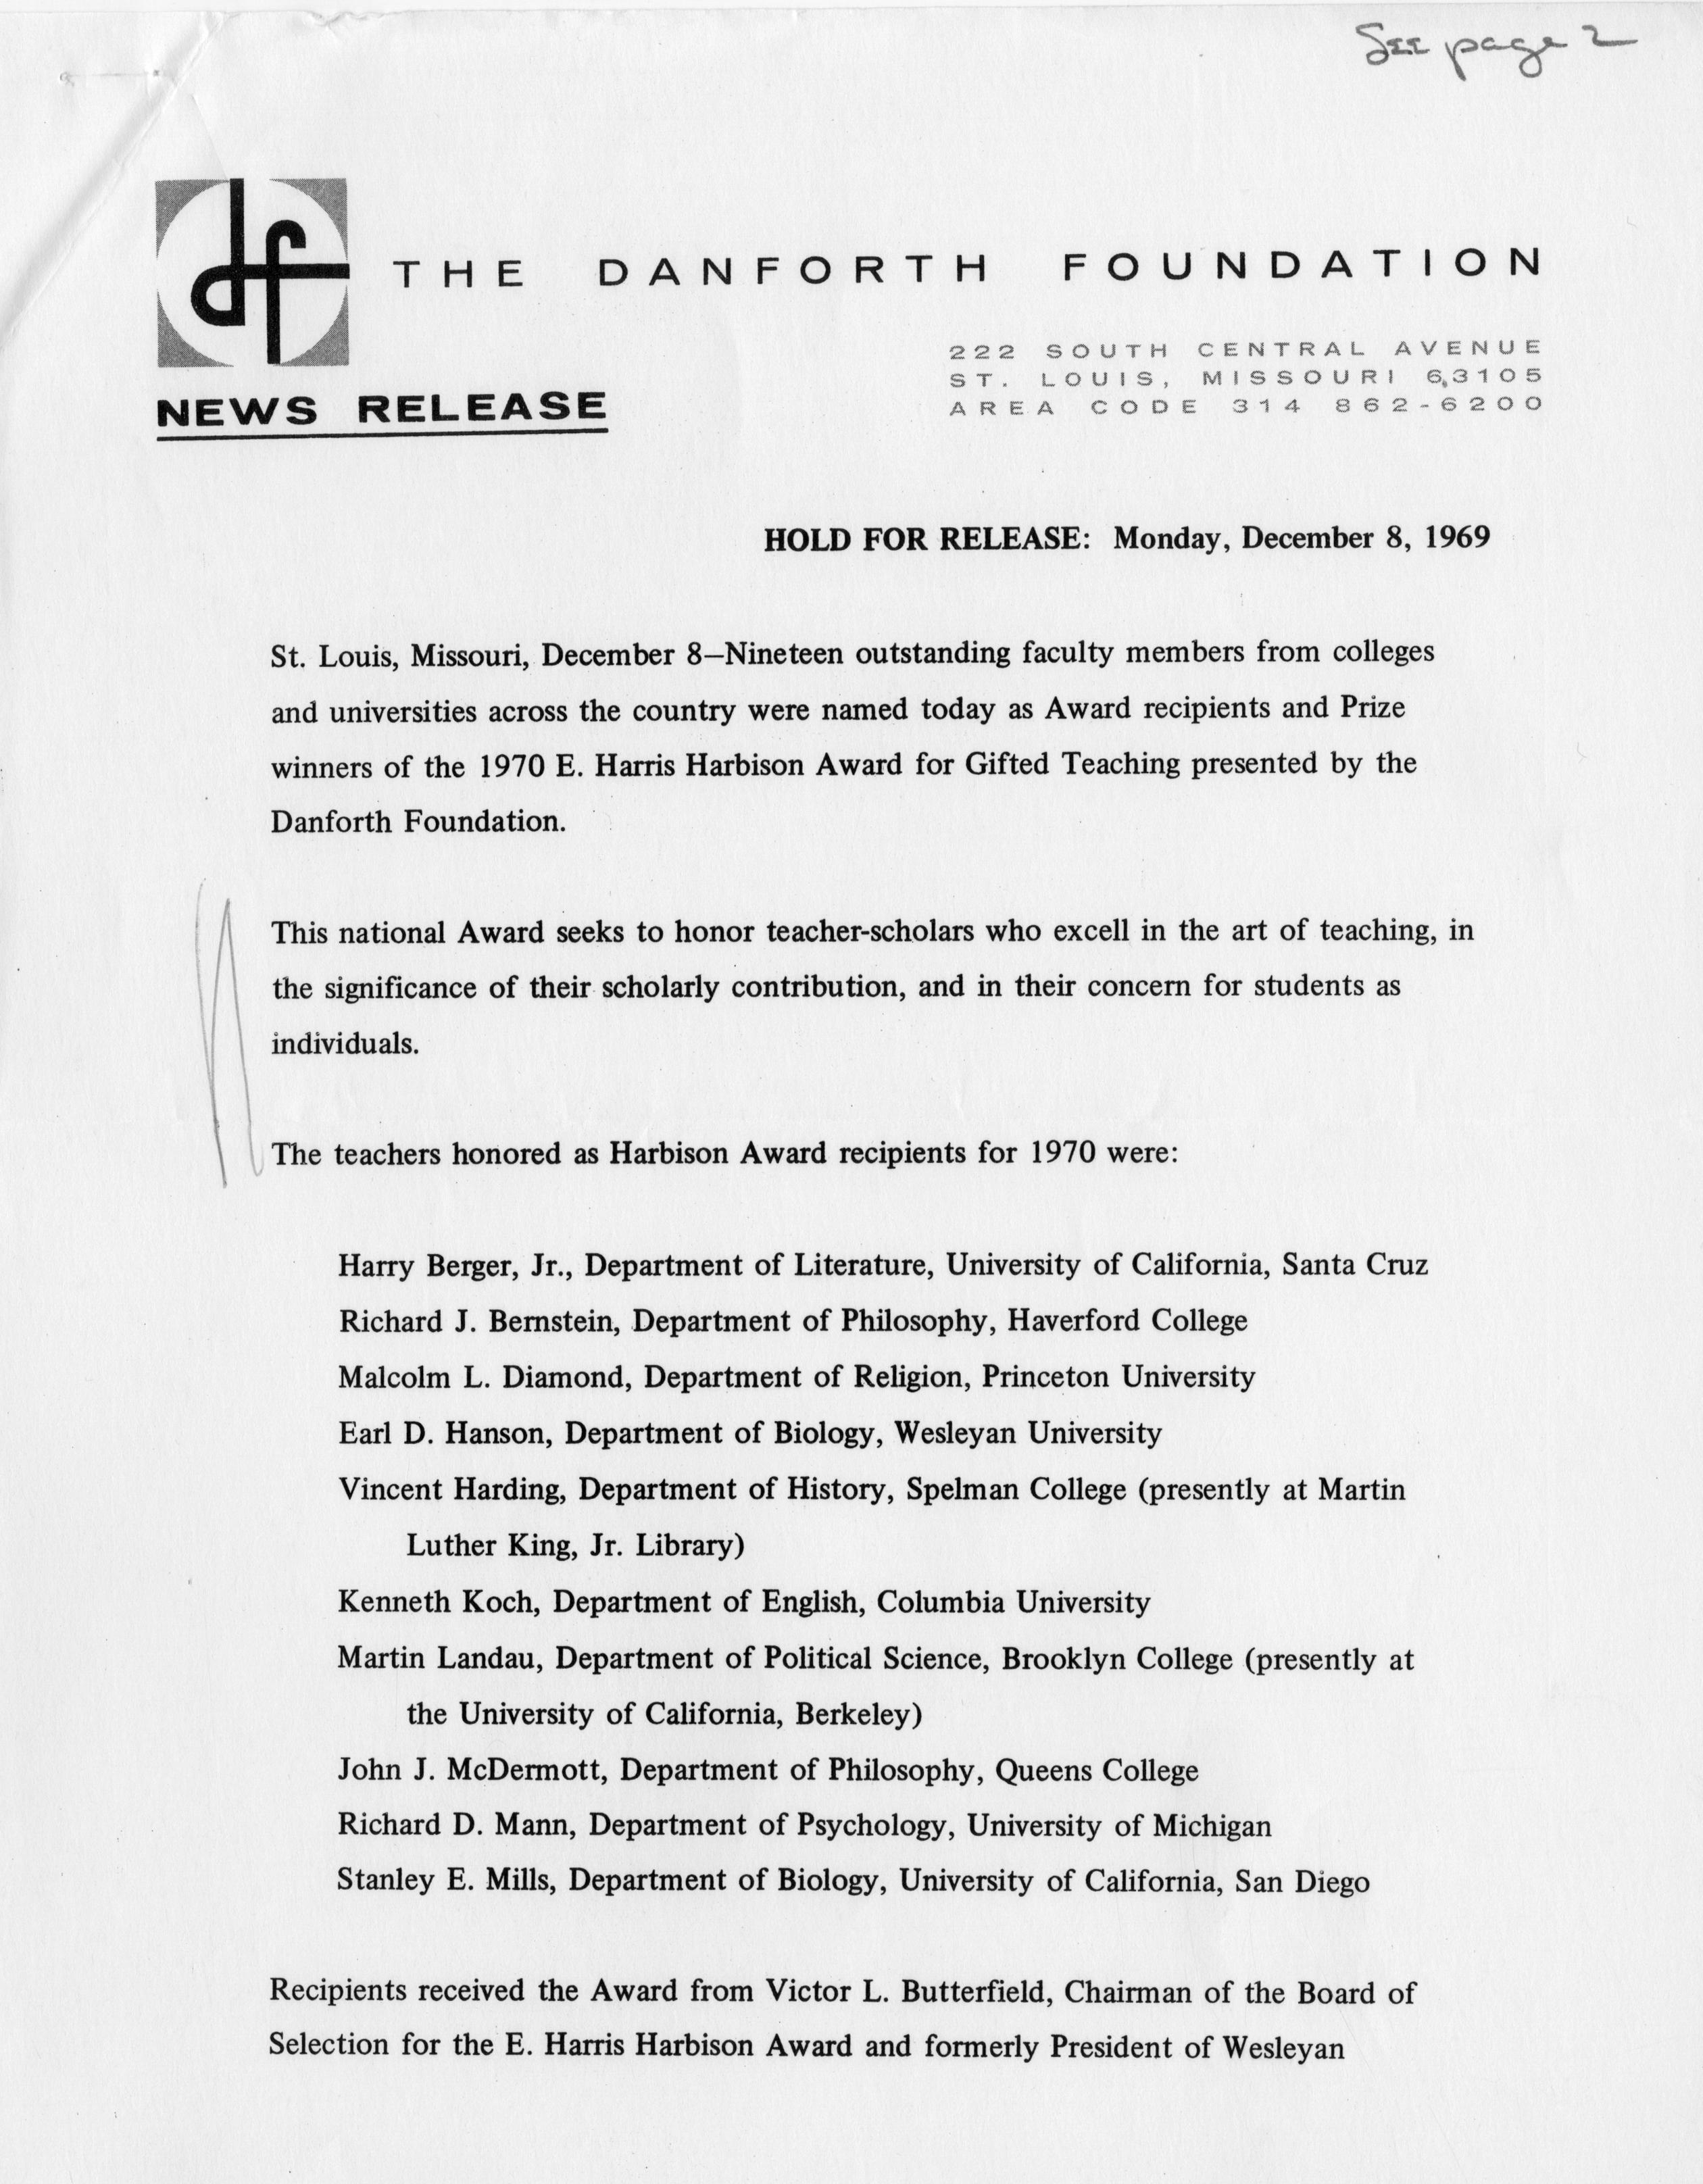 See page 2
df
THE DANFORTH FOUNDATION
222 SOUTH CENTRAL AVENUE
ST. LOUIS, MISSOURI 63105
AREA CODE 314 862-6200
NEWS RELEASE
HOLD FOR RELEASE: Monday, December 8, 1969
St. Louis, Missouri, December 8—Nineteen outstanding faculty members from colleges
and universities across the country were named today as Award recipients and Prize
winners of the 1970 E. Harris Harbison Award for Gifted Teaching presented by the
Danforth Foundation.
This national Award seeks to honor teacher-scholars who excell in the art of teaching, in
the significance of their scholarly contribution, and in their concern for students as
individuals.
The teachers honored as Harbison Award recipients for 1970 were:
Harry Berger, Jr., Department of Literature, University of California, Santa Cruz
Richard J. Bernstein, Department of Philosophy, Haverford College
Malcolm L. Diamond, Department of Religion, Princeton University
Earl D. Hanson, Department of Biology, Wesleyan University
Vincent Harding, Department of History, Spelman College (presently at Martin
Luther King, Jr. Library)
Kenneth Koch, Department of English, Columbia University
Martin Landau, Department of Political Science, Brooklyn College (presently at
the University of California, Berkeley)
John J. McDermott, Department of Philosophy, Queens College
Richard D. Mann, Department of Psychology, University of Michigan
Stanley E. Mills, Department of Biology, University of California, San Diego
Recipients received the Award from Victor L. Butterfield, Chairman of the Board of
Selection for the E. Harris Harbison Award and formerly President of Wesleyan